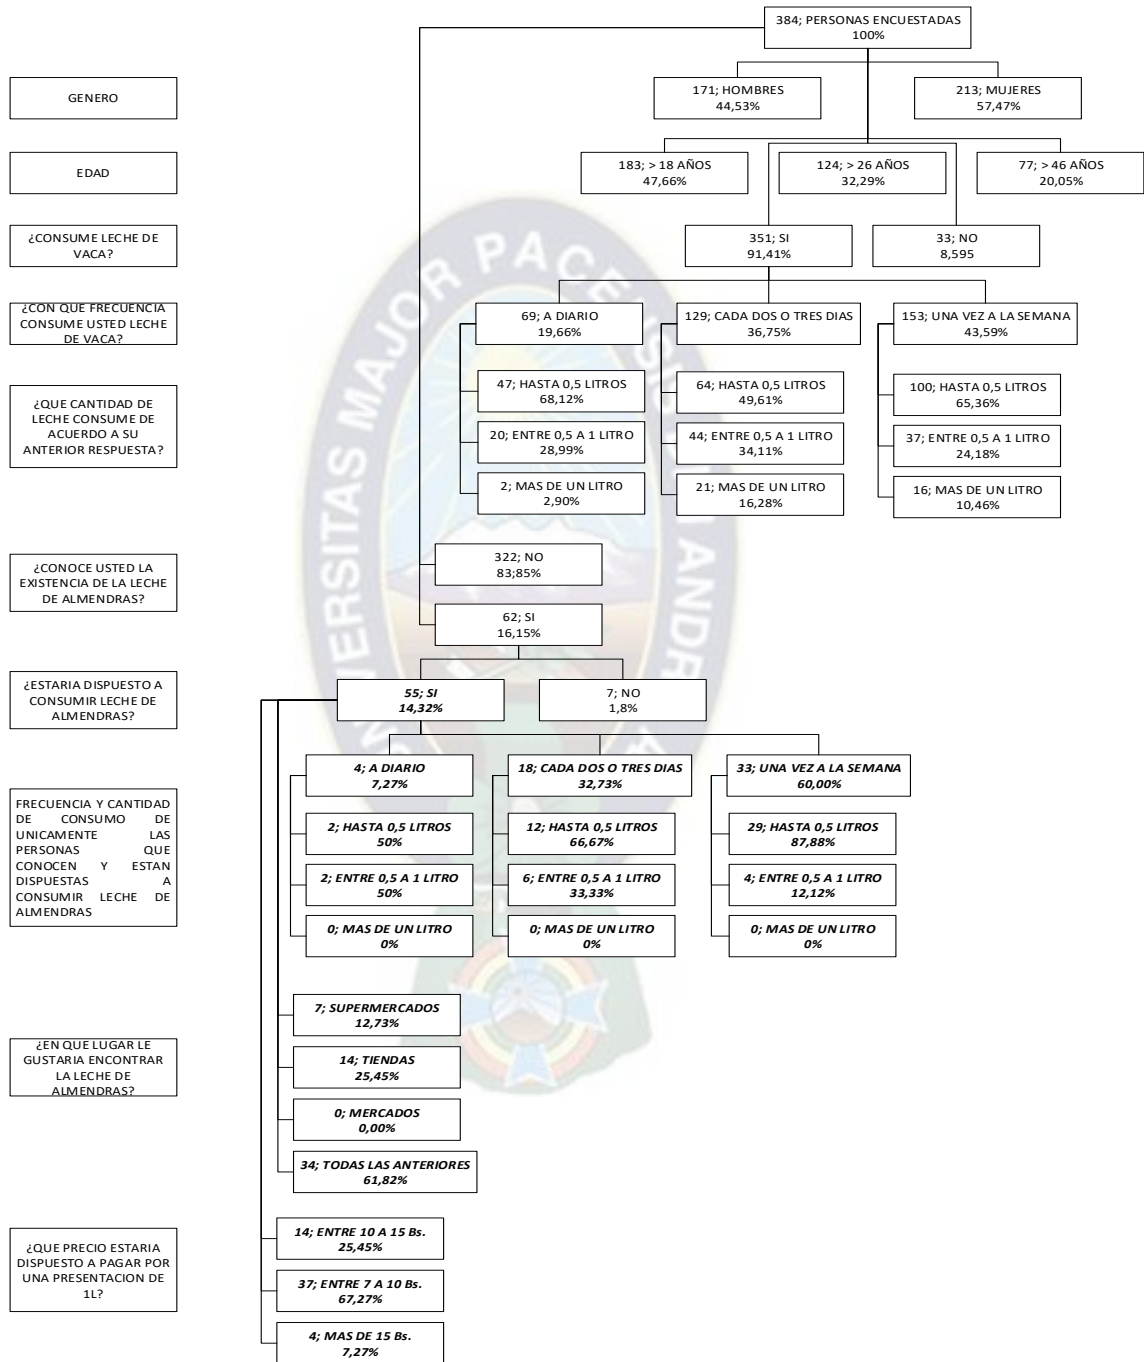 384; PERSONAS ENCUESTADAS
100%
GENERO
171; HOMBRES
44,53%
213; MUJERES
57,47%
EDAD
183; > 18 AÑOS
47,66%
124; > 26 AÑOS
32,29%
77; > 46 AÑOS
20,05%
¿CONSUME LECHE DE
VACA?
351; SI
91,41%
33; NO
8,595
¿CON QUE FRECUENCIA
CONSUME USTED LECHE
DE VACA?
69; A DIARIO
19,66%
129; CADA DOS O TRES DIAS
36,75%
153; UNA VEZ A LA SEMANA
43,59%
¿QUE CANTIDAD DE
LECHE CONSUME DE
ACUERDO A SU
ANTERIOR RESPUESTA?
47; HASTA 0,5 LITROS
68,12%
20; ENTRE 0,5 A 1 LITRO
28,99%
2; MAS DE UN LITRO
2,90%
64; HASTA 0,5 LITROS
49,61%
44; ENTRE 0,5 A 1 LITRO
34,11%
21; MAS DE UN LITRO
16,28%
100; HASTA 0,5 LITROS
65,36%
37; ENTRE 0,5 A 1 LITRO
24,18%
16; MAS DE UN LITRO
10,46%
¿CONOCE USTED LA
EXISTENCIA DE LA LECHE
DE ALMENDRAS?
322; NO
83;85%
62; SI
16,15%
¿ESTARIA DISPUESTO A
CONSUMIR LECHE DE
ALMENDRAS?
55; SI
14,32%
7; NO
1,8%
FRECUENCIA Y CANTIDAD
DE CONSUMO DE
UNICAMENTE LAS
PERSONAS QUE
CONOCEN Y ESTAN
DISPUESTAS A
CONSUMIR LECHE DE
ALMENDRAS
4; A DIARIO
7,27%
18; CADA DOS O TRES DIAS
32,73%
33; UNA VEZ A LA SEMANA
60,00%
2; HASTA 0,5 LITROS
50%
2; ENTRE 0,5 A 1 LITRO
50%
0; MAS DE UN LITRO
0%
12; HASTA 0,5 LITROS
66,67%
6; ENTRE 0,5 A 1 LITRO
33,33%
0; MAS DE UN LITRO
0%
29; HASTA 0,5 LITROS
87,88%
4; ENTRE 0,5 A 1 LITRO
12,12%
0; MAS DE UN LITRO
0%
¿EN QUE LUGAR LE
GUSTARIA ENCONTRAR
LA LECHE DE
ALMENDRAS?
7; SUPERMERCADOS
12,73%
14; TIENDAS
25,45%
0; MERCADOS
0,00%
34; TODAS LAS ANTERIORES
61,82%
¿QUE PRECIO ESTARIA
DISPUESTO A PAGAR POR
UNA PRESENTACION DE
1L?
14; ENTRE 10 A 15 Bs.
25,45%
37; ENTRE 7 A 10 Bs.
67,27%
4; MAS DE 15 Bs.
7,27%